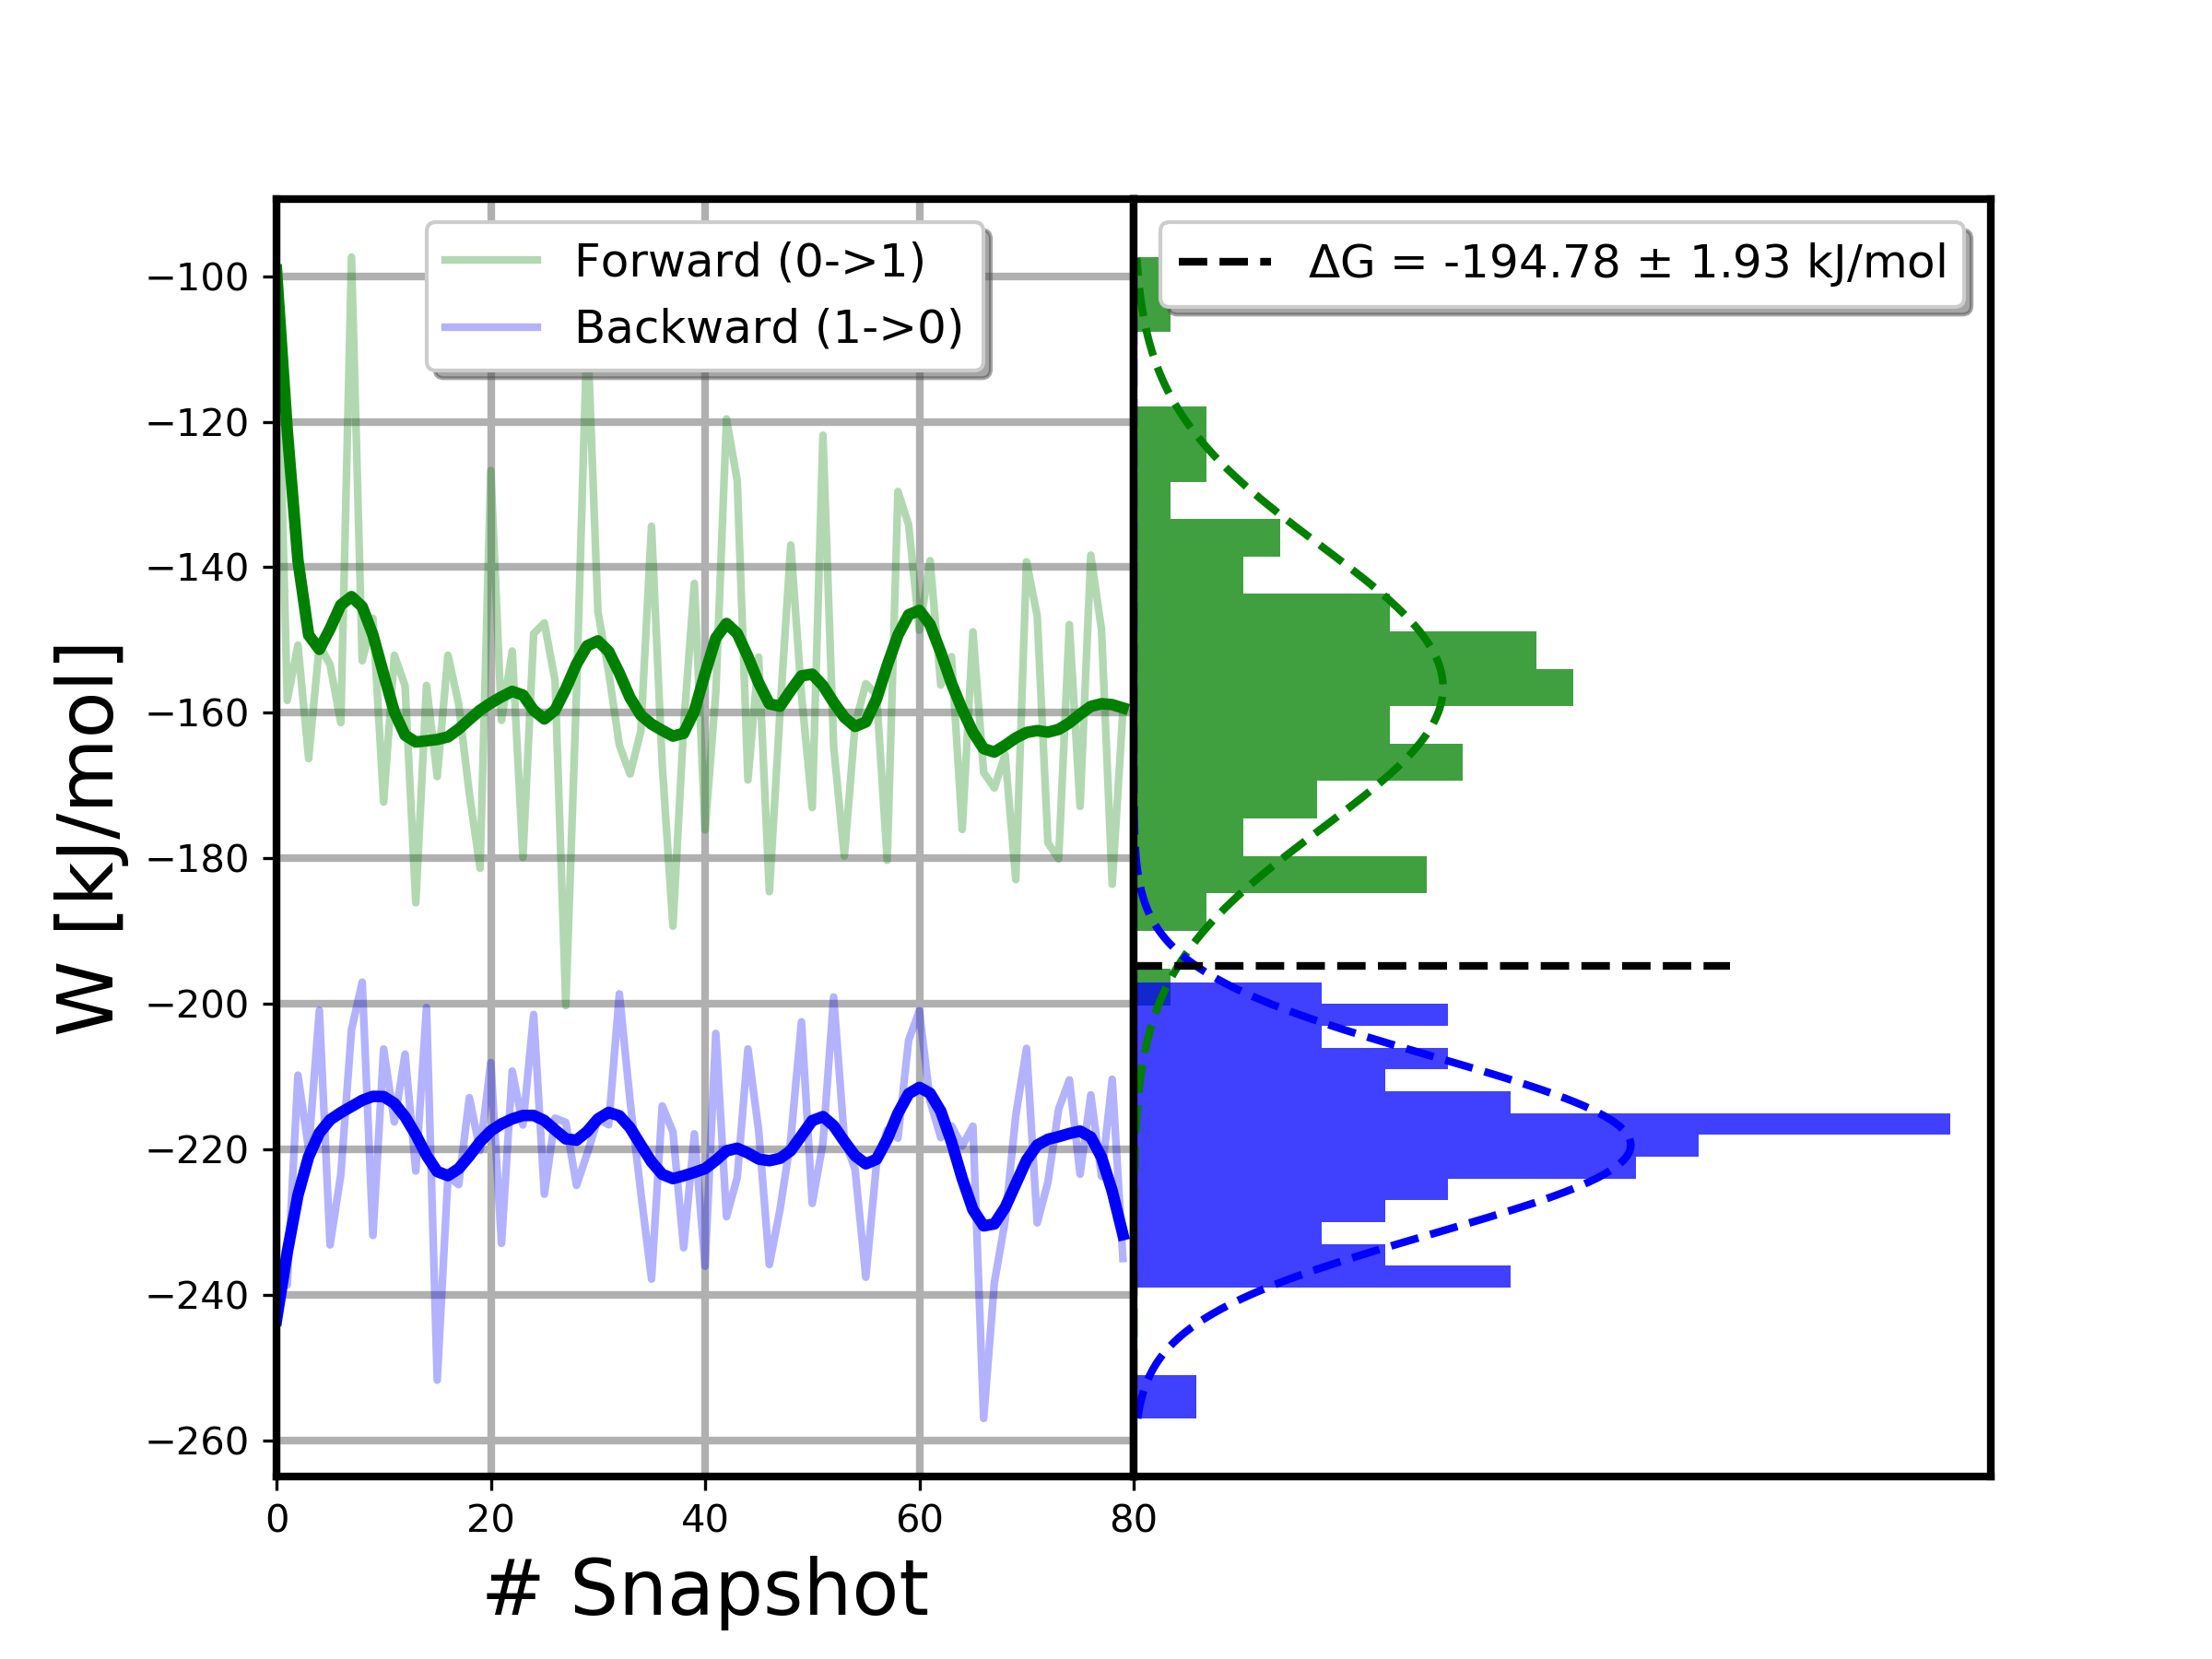 Forward (0->1)
Backward (1->0)
ΔG = -194.78 ± 1.93 kJ/mol
W [kJ/mol]
−100
−120
−140
−160
−180
−200
−220
−240
−260
0 20 40 60 80
# Snapshot